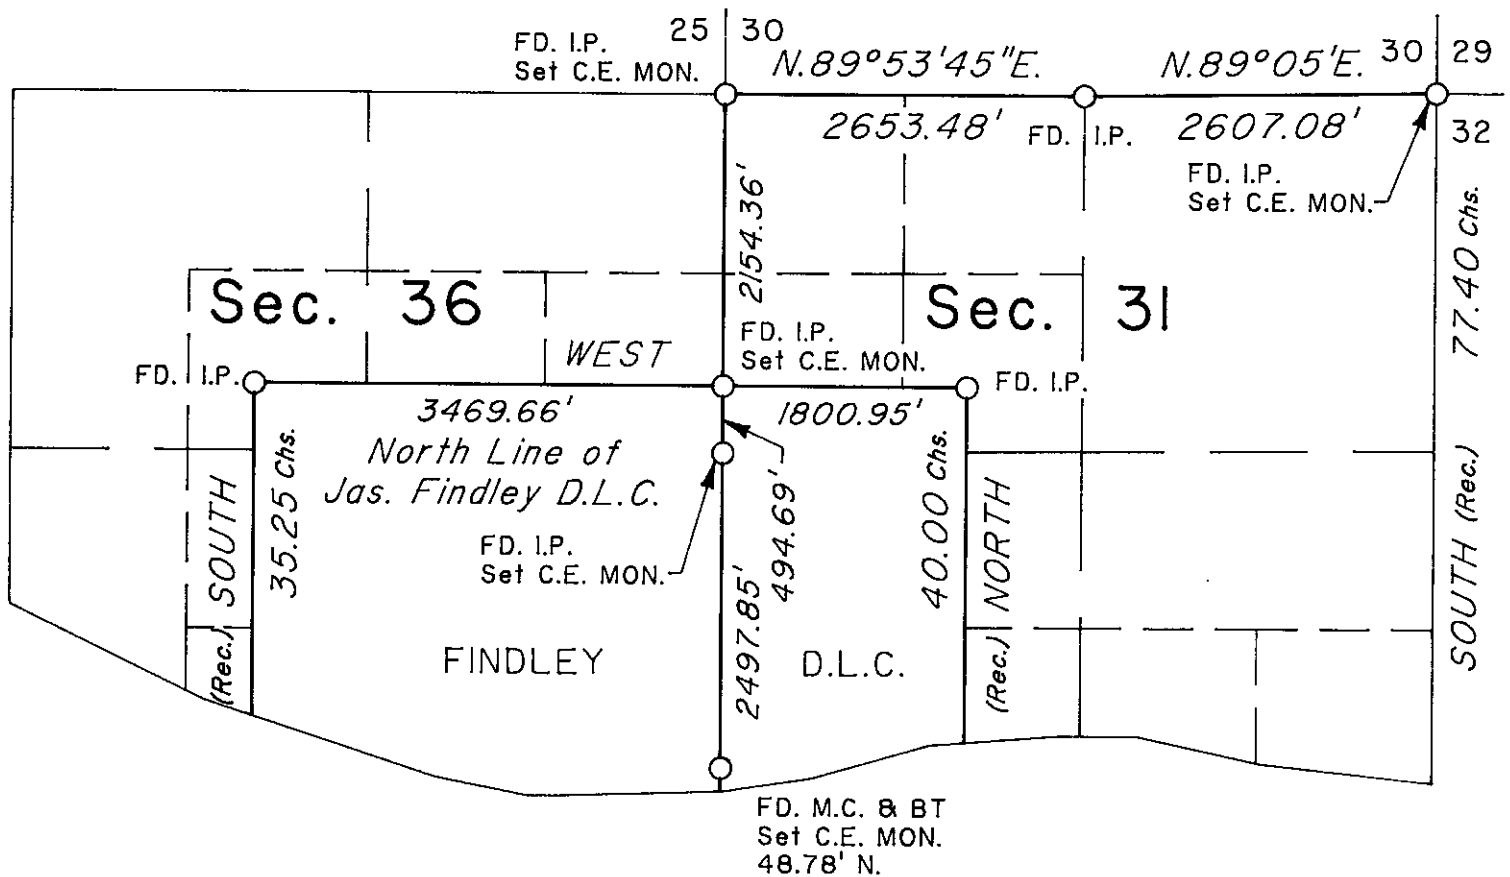 25 30
FD. I.P.
Set C.E. MON.
N.89°53'45"E.
N.89°05'E.
30 29
2653.48'
FD. I.P.
2607.08'
32
FD. I.P.
Set C.E. MON.
2154.36'
77.40 Chs.
SOUTH (Rec.)
Sec. 36
Sec. 31
WEST
FD. I.P.
Set C.E. MON.
FD. I.P.
FD. I.P.
3469.66'
1800.95'
North Line of
Jas. Findley D.L.C.
35.25 Chs.
(Rec.) SOUTH
FD. I.P.
Set C.E. MON.
494.69'
2497.85'
40.00 Chs.
(Rec.) NORTH
FINDLEY D.L.C.
FD. M.C. & BT
Set C.E. MON.
48.78' N.